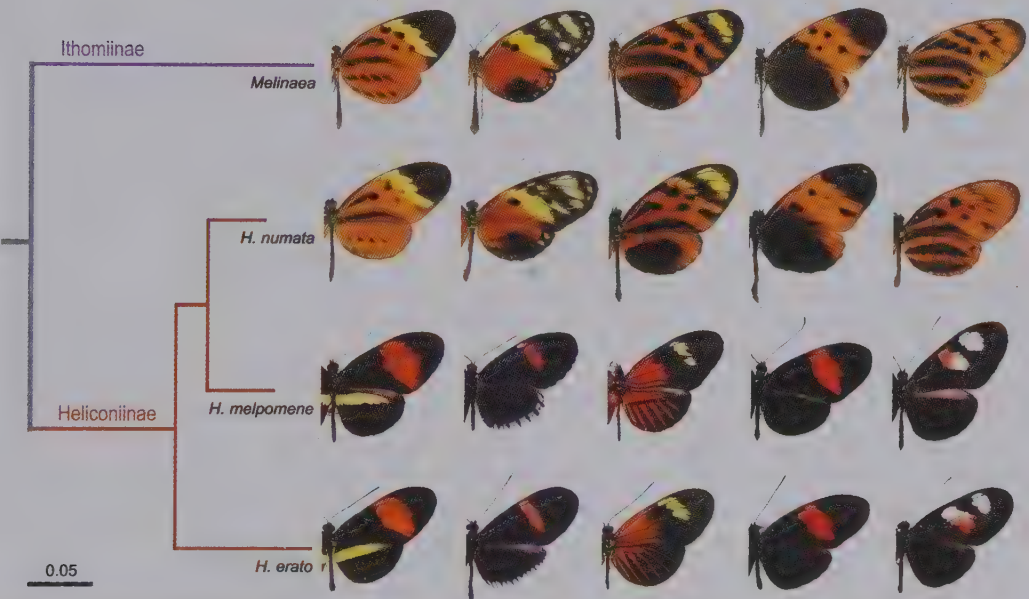 Ithomiinae
Melinaea
H. numata
H. melpomene
Heliconiinae
H. erato
0.05